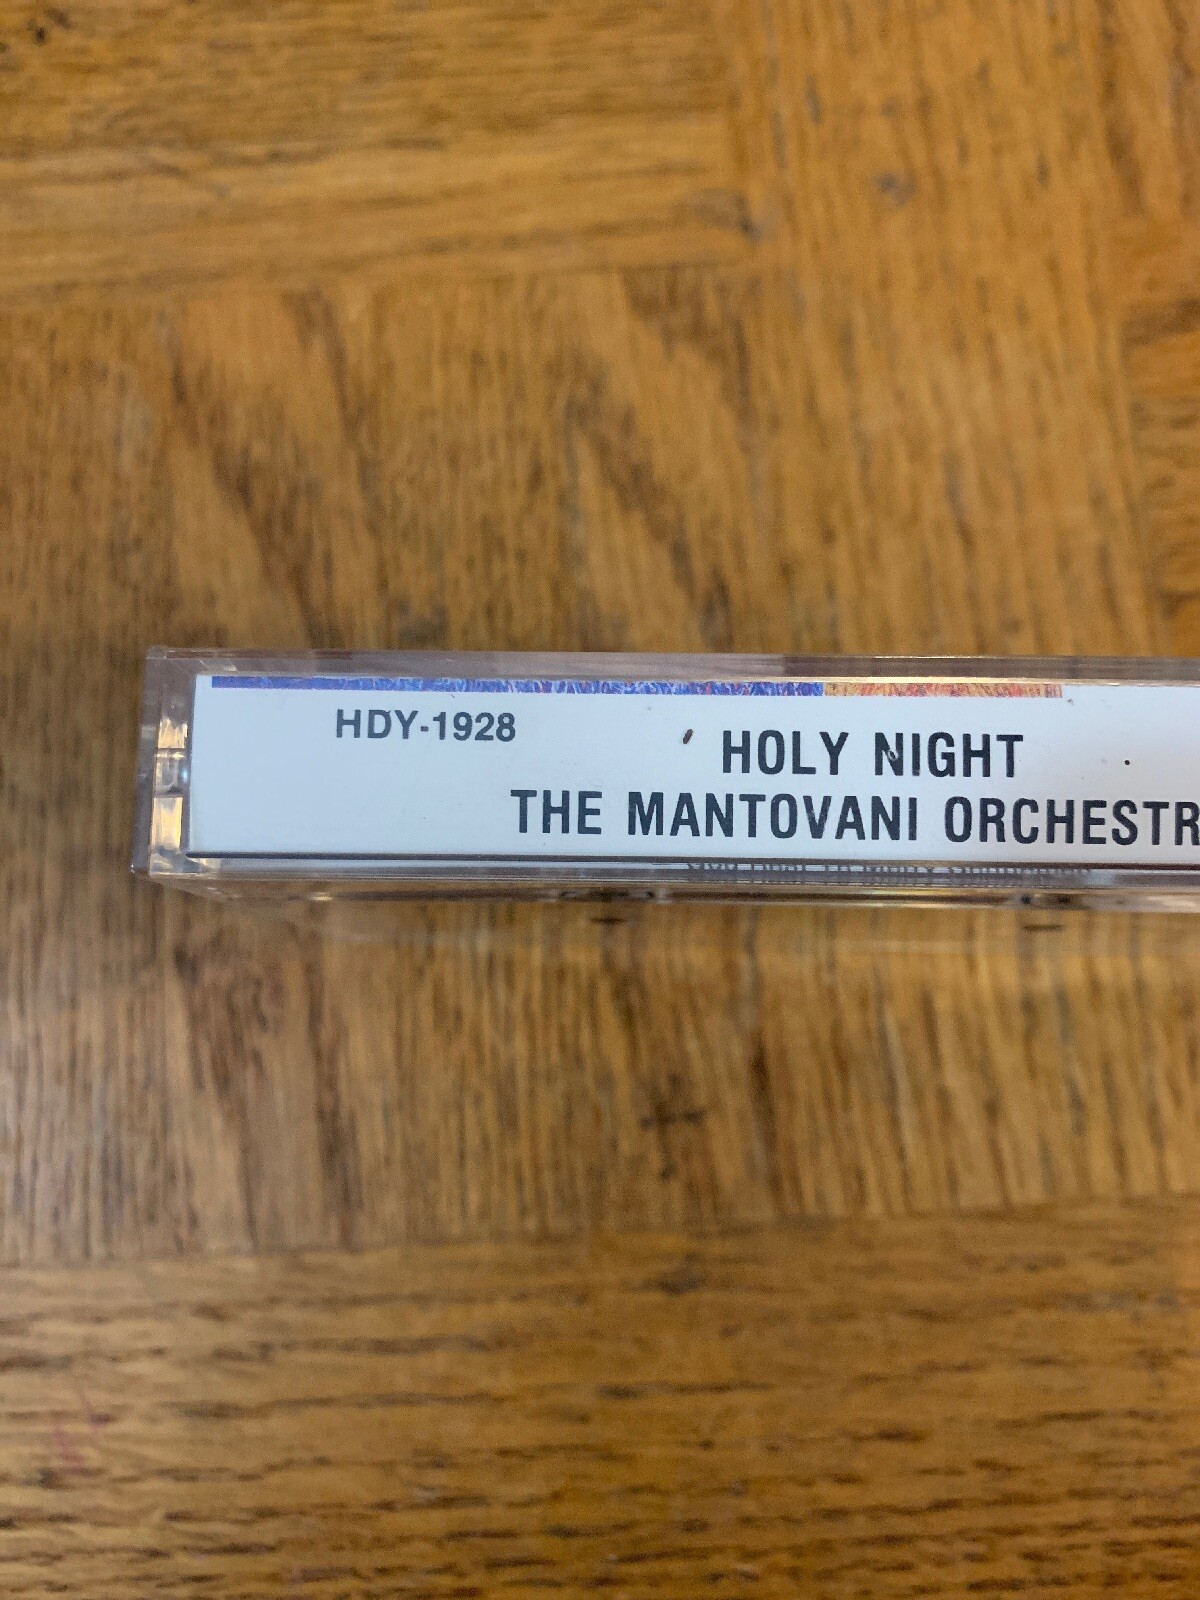 HDY-1928
HOLY NIGHT
THE MANTOVANI ORCHESTR